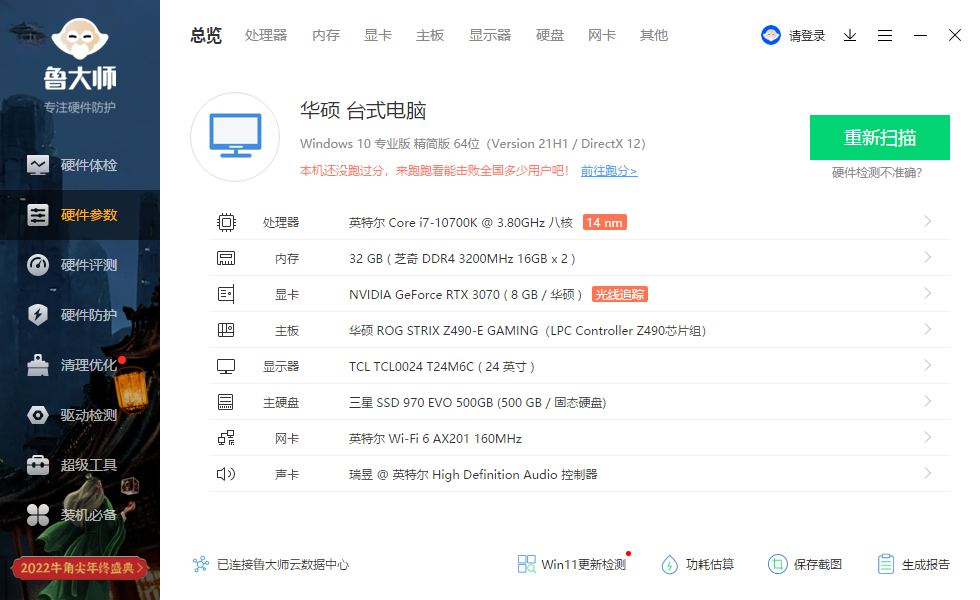 鲁大师
专注硬件防护
硬件体检
硬件参数
硬件评测
硬件防护
清理优化
驱动检测
超级工具
装机必备
2022牛角尖年终盛典
总览 处理器 内存 显卡 主板 显示器 硬盘 网卡 其他
请登录
华硕 台式电脑
Windows 10 专业版 精简版 64位（Version 21H1 / DirectX 12）
本机还没跑过分，来跑跑看能击败全国多少用户吧! 前往跑分>
重新扫描
硬件检测不准确?
处理器 英特尔 Core i7-10700K @ 3.80GHz 八核 14 nm
内存 32 GB ( 芝奇 DDR4 3200MHz 16GB x 2 )
显卡 NVIDIA GeForce RTX 3070 ( 8 GB / 华硕 ) 光线追踪
主板 华硕 ROG STRIX Z490-E GAMING（LPC Controller Z490芯片组)
显示器 TCL TCL0024 T24M6C ( 24 英寸 )
主硬盘 三星 SSD 970 EVO 500GB (500 GB / 固态硬盘)
网卡 英特尔 Wi-Fi 6 AX201 160MHz
声卡 瑞昱 @ 英特尔 High Definition Audio 控制器
已连接鲁大师云数据中心
Win11更新检测 功耗估算 保存截图 生成报告